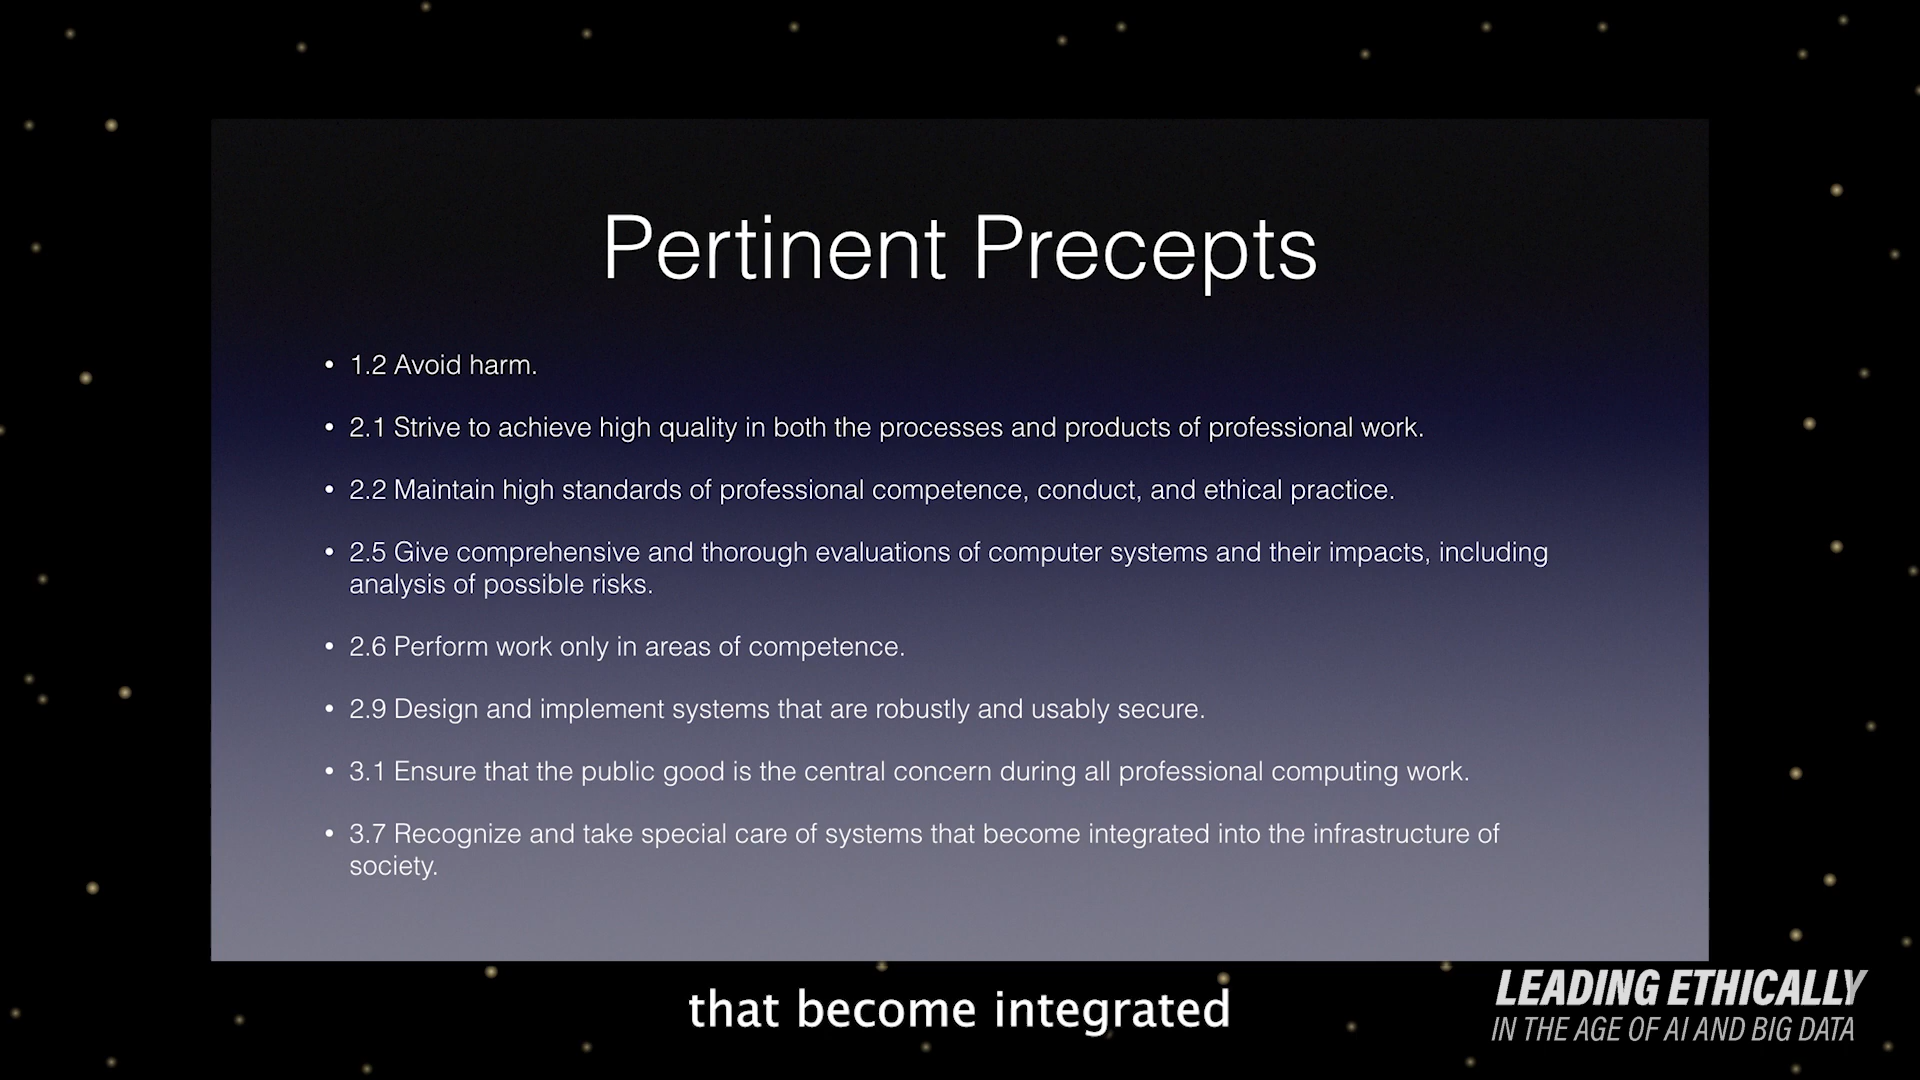 Pertinent Precepts
• 1.2 Avoid harm.
• 2.1 Strive to achieve high quality in both the processes and products of professional work.
• 2.2 Maintain high standards of professional competence, conduct, and ethical practice.
• 2.5 Give comprehensive and thorough evaluations of computer systems and their impacts, including
analysis of possible risks.
• 2.6 Perform work only in areas of competence.
• 2.9 Design and implement systems that are robustly and usably secure.
• 3.1 Ensure that the public good is the central concern during all professional computing work.
• 3.7 Recognize and take special care of systems that become integrated into the infrastructure of
society.
that become integrated
LEADING ETHICALLY
IN THE AGE OF AI AND BIG DATA